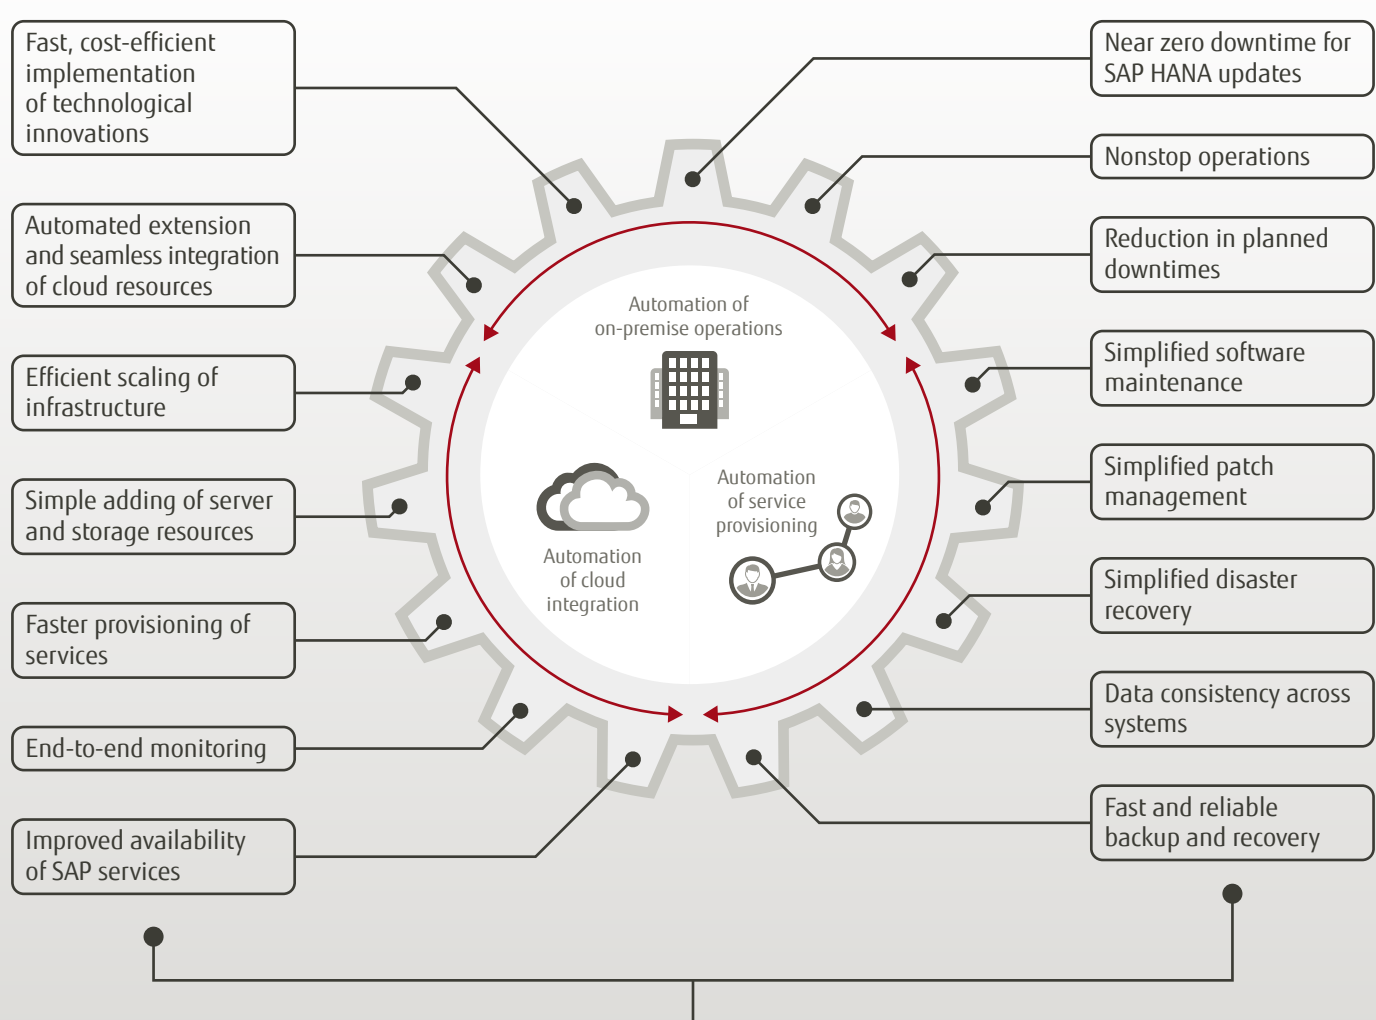 Fast, cost-efficient
implementation
of technological
innovations
Automated extension
and seamless integration
of cloud resources
Efficient scaling of
infrastructure
Simple adding of server
and storage resources
Faster provisioning of
services
End-to-end monitoring
Improved availability
of SAP services
Automation of
on-premise operations
Automation
of cloud
integration
Automation
of service
provisioning
Near zero downtime for
SAP HANA updates
Nonstop operations
Reduction in planned
downtimes
Simplified software
maintenance
Simplified patch
management
Simplified disaster
recovery
Data consistency across
systems
Fast and reliable
backup and recovery